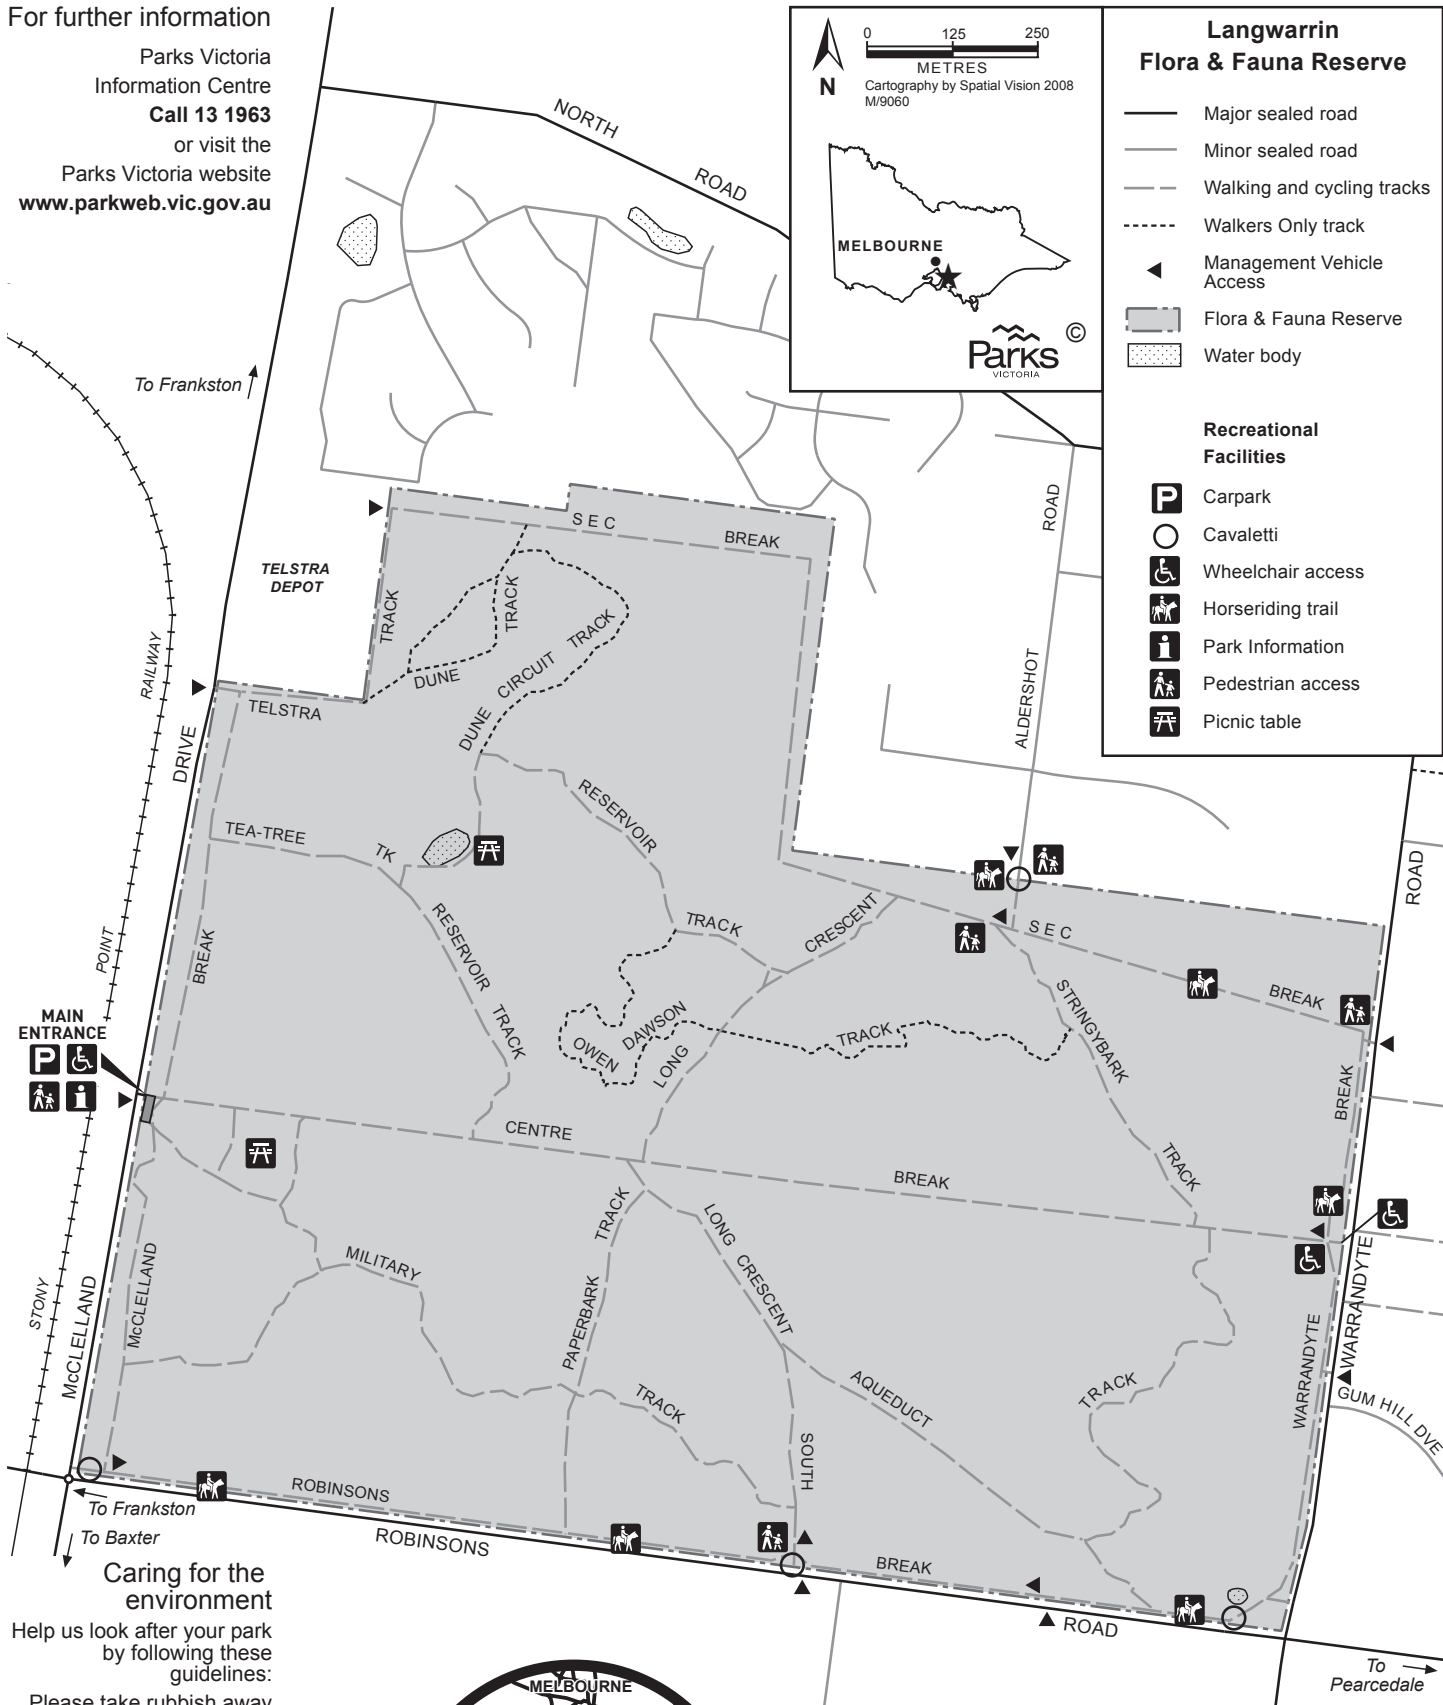 For further information
Parks Victoria
Information Centre
Call 13 1963
or visit the
Parks Victoria website
www.parkweb.vic.gov.au
0 125 250
METRES
N
Cartography by Spatial Vision 2008
M/9060
MELBOURNE
Parks
VICTORIA
©
Langwarrin
Flora & Fauna Reserve
Major sealed road
Minor sealed road
Walking and cycling tracks
Walkers Only track
Management Vehicle
Access
Flora & Fauna Reserve
Water body
Recreational
Facilities
P Carpark
Cavaletti
Wheelchair access
Horseriding trail
i Park Information
Pedestrian access
Picnic table
NORTH
ROAD
To Frankston
TELSTRA
DEPOT
SEC
BREAK
ROAD
ALDERSHOT
TRACK
TRACK
DUNE
DUNE
CIRCUIT
TRACK
RAILWAY
TELSTRA
DRIVE
TEA-TREE
TK
RESERVOIR
TRACK
RESERVOIR
TRACK
CRESCENT
LONG
SEC
BREAK
ROAD
POINT
BREAK
OWEN
DAWSON
TRACK
STRINGYBARK
TRACK
BREAK
MAIN
ENTRANCE
P
i
CENTRE
BREAK
MILITARY
TRACK
PAPERBARK
TRACK
LONG
CRESCENT
SOUTH
AQUEDUCT
TRACK
WARRANDYTE
WARRANDYTE
GUM HILL DVE
STONY
McCLELLAND
McCLELLAND
ROBINSONS
BREAK
ROBINSONS
ROAD
To Frankston
To Baxter
To
Pearcedale
Caring for the
environment
Help us look after your park
by following these
guidelines:
Please take rubbish away
MELBOURNE